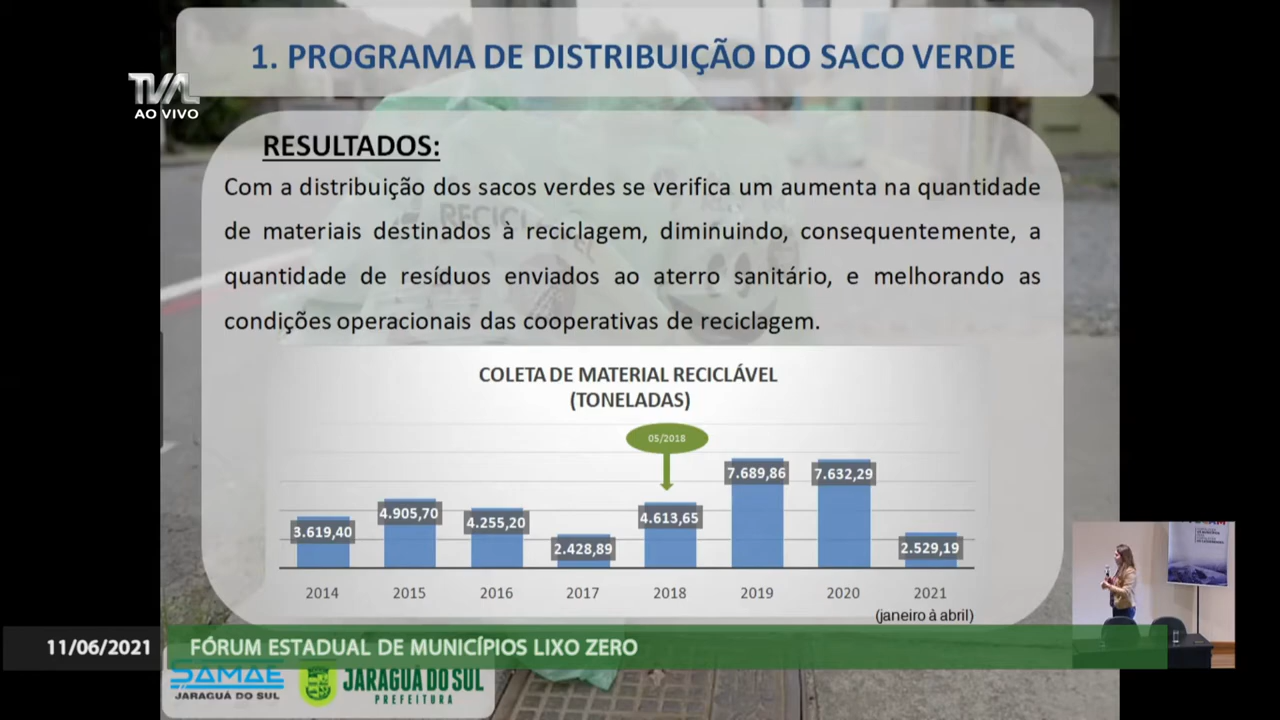 1. PROGRAMA DE DISTRIBUIÇÃO DO SACO VERDE
TVAL
AO VIVO
RESULTADOS:
Com a distribuição dos sacos verdes se verifica um aumenta na quantidade
de materiais destinados à reciclagem, diminuindo, consequentemente, a
quantidade de resíduos enviados ao aterro sanitário, e melhorando as
condições operacionais das cooperativas de reciclagem.
COLETA DE MATERIAL RECICLÁVEL
(TONELADAS)
05/2018
3.619,40 4.905,70 4.255,20 2.428,89 4.613,65 7.689,86 7.632,29 2.529,19
2014 2015 2016 2017 2018 2019 2020 2021
(janeiro à abril)
11/06/2021 FÓRUM ESTADUAL DE MUNICÍPIOS LIXO ZERO
SAMAE
JARAGUÁ DO SUL
JARAGUÁ DO SUL
PREFEITURA